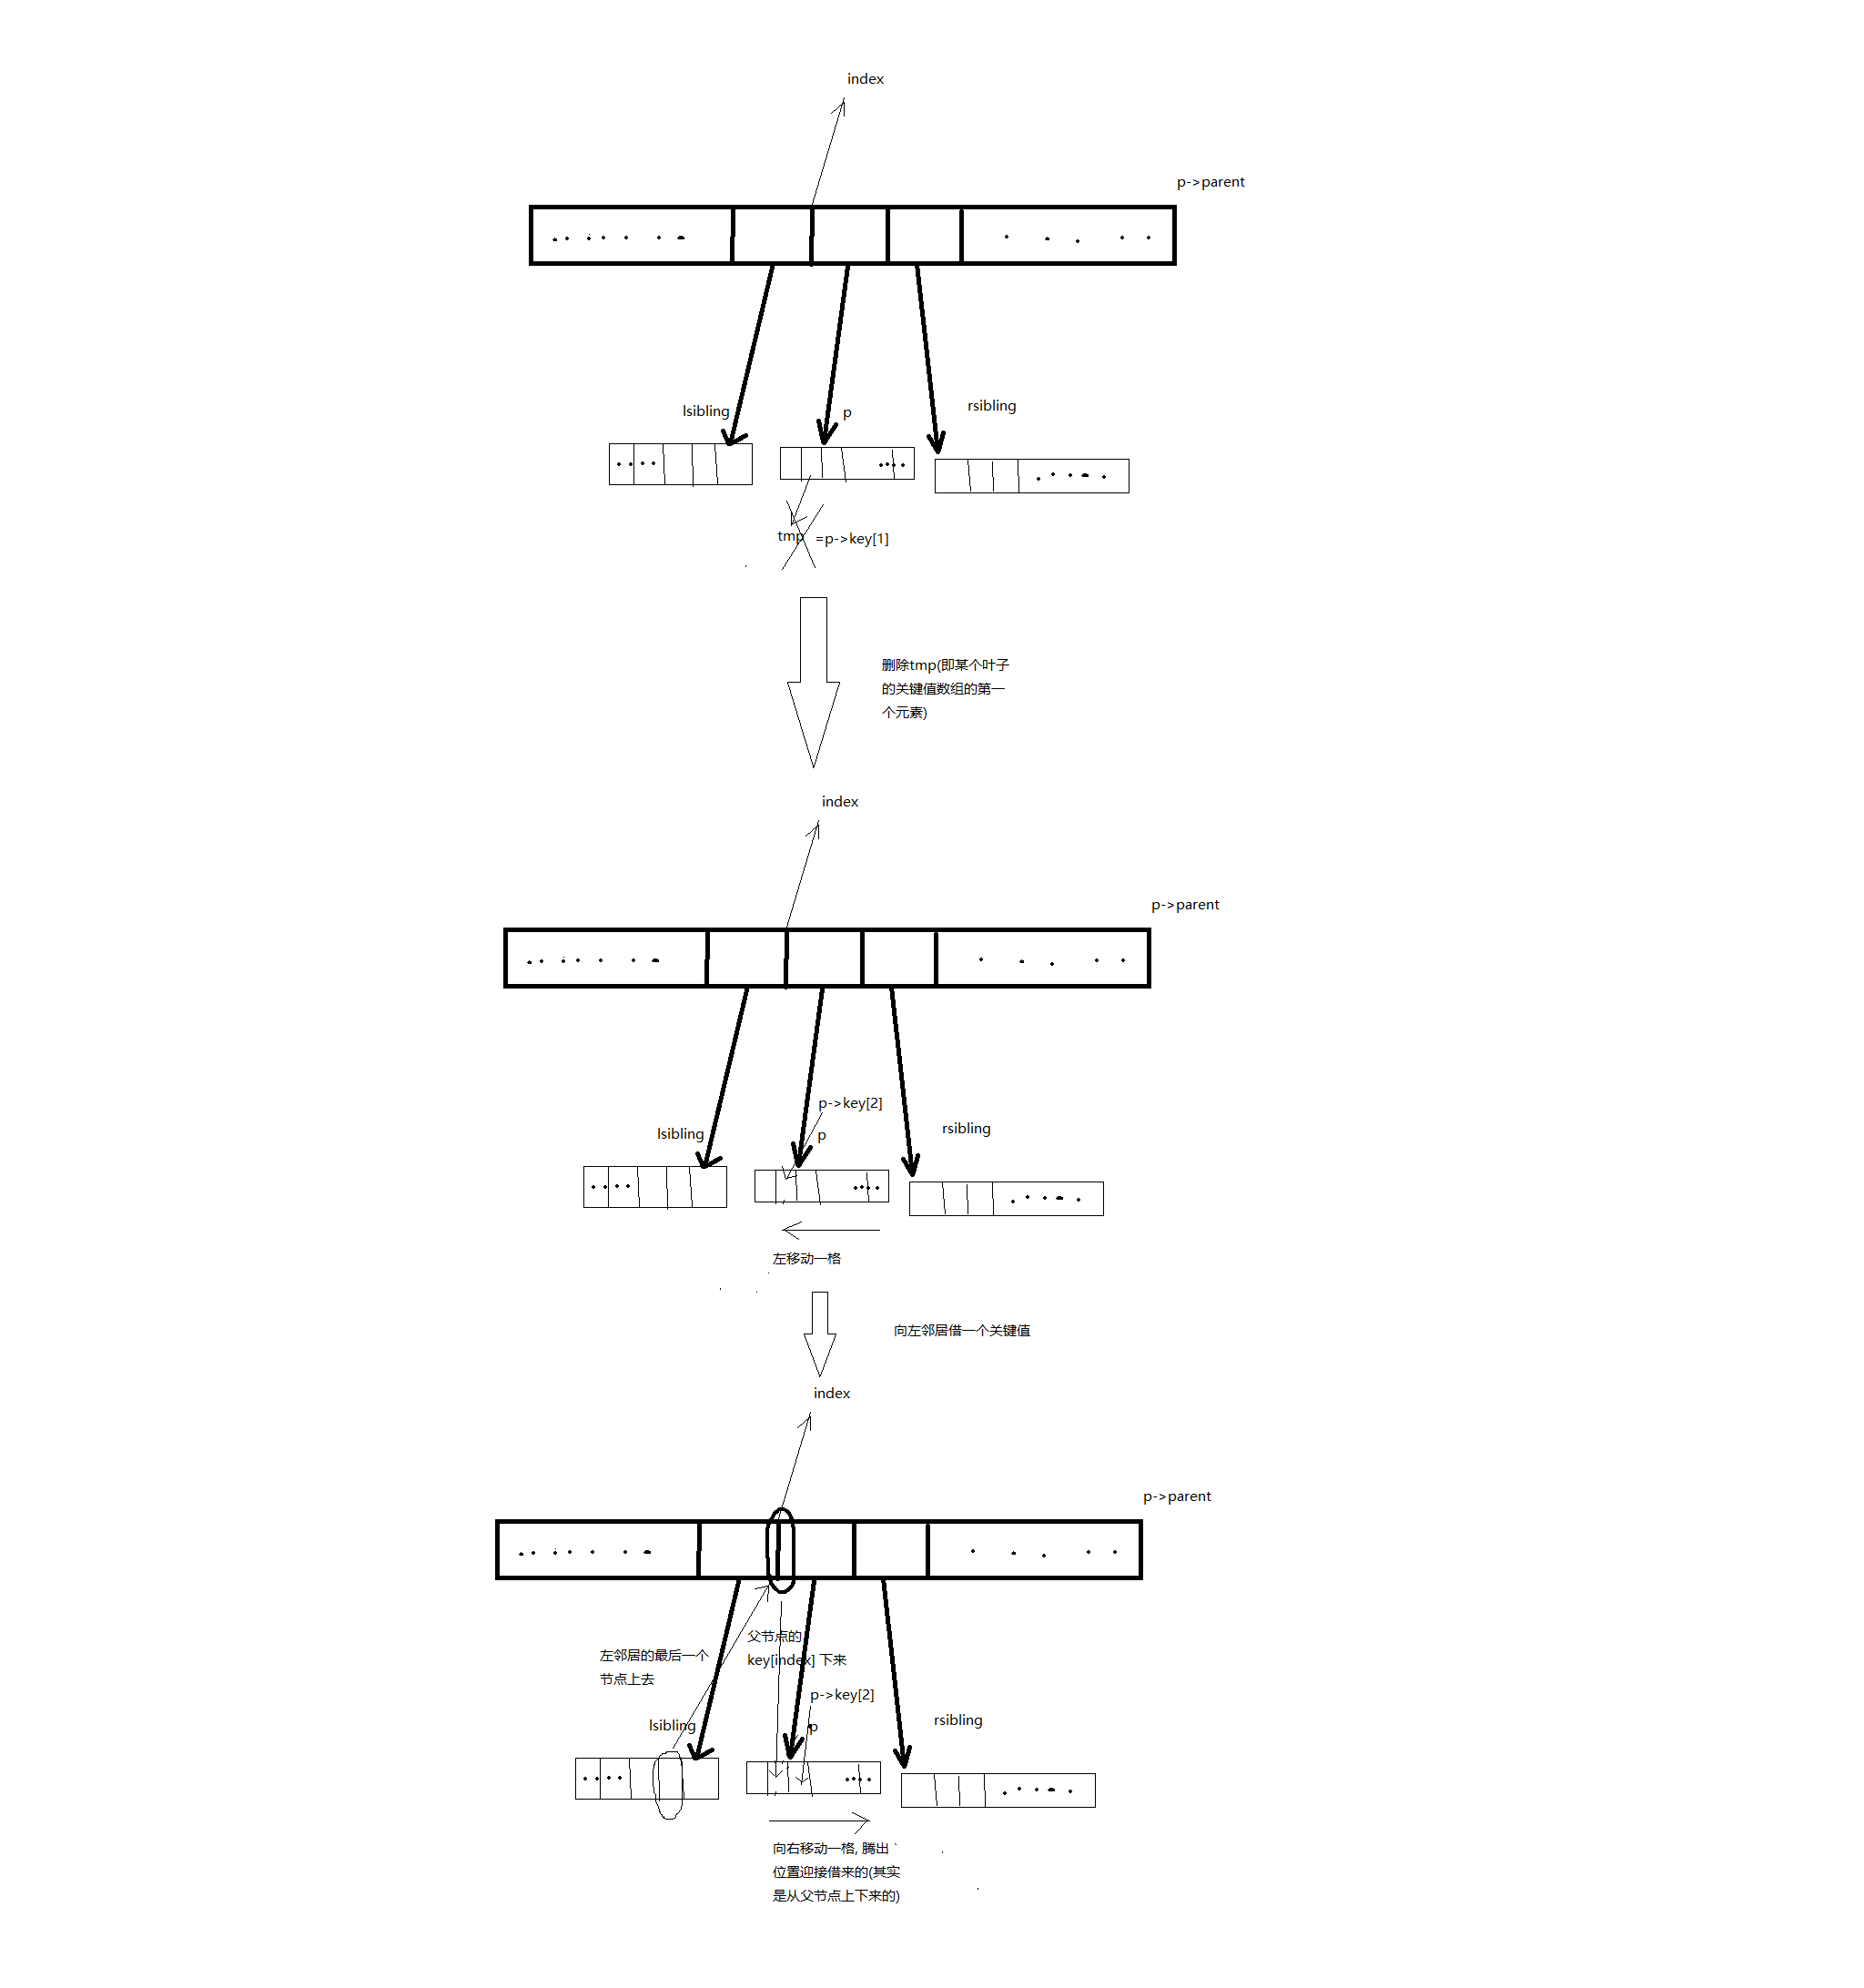 index
p->parent
lsibling
p
rsibling
tmp
=p->key[1]
删除tmp(即某个叶子
的关键值数组的第一
个元素)
index
p->parent
p->key[2]
lsibling
p
rsibling
左移动一格
向左邻居借一个关键值
index
p->parent
父节点的
key[index] 下来
左邻居的最后一个
节点上去
p->key[2]
lsibling
p
rsibling
向右移动一格, 腾出 `
位置迎接借来的(其实
是从父节点上下来的)